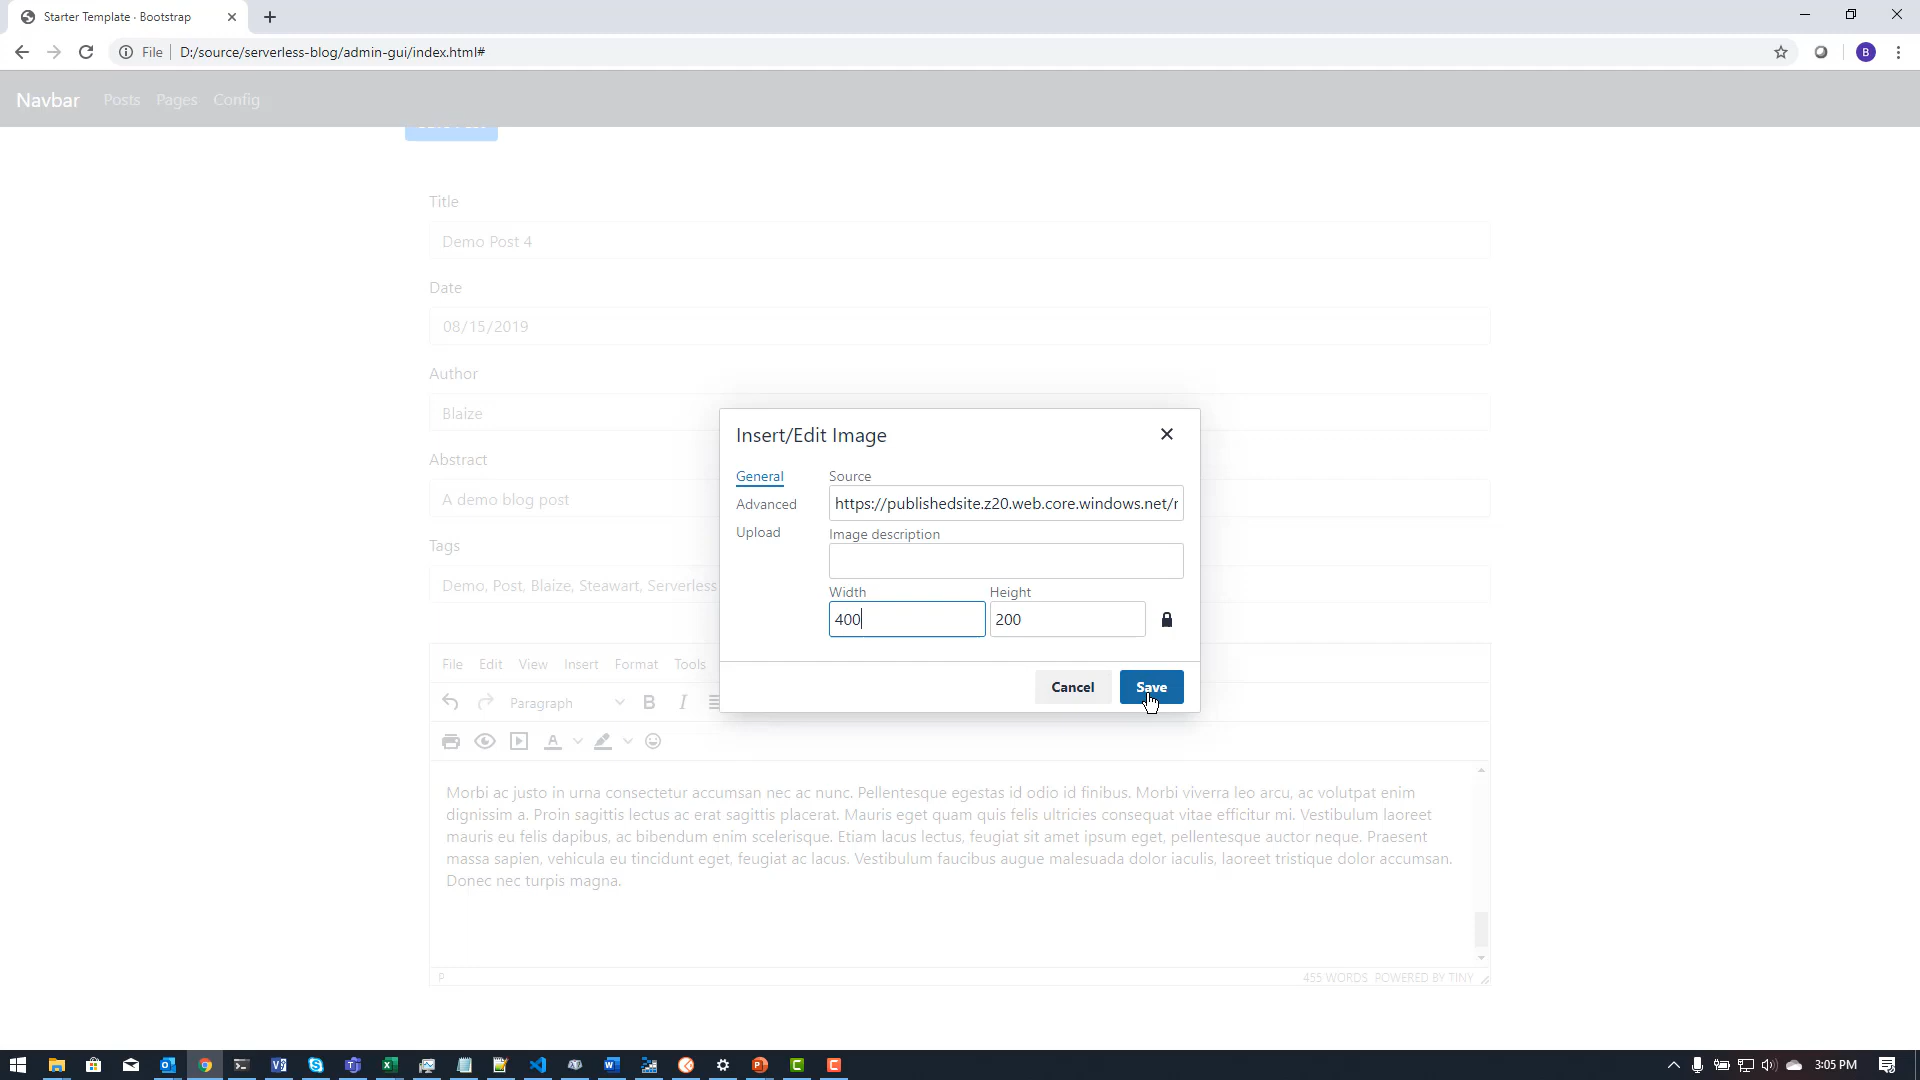 Starter Template · Bootstrap
File D:/source/serverless-blog/admin-gui/index.html#
B
Navbar Posts Pages Config
Title
Demo Post 4
Date
08/15/2019
Author
Blaize
Abstract
A demo blog post
Tags
Demo, Post, Blaize, Steawart, Serverless
Insert/Edit Image
General
Advanced
Upload
Source
https://publishedsite.z20.web.core.windows.net/r
Image description
Width Height
400 200
Cancel Save
File Edit View Insert Format Tools
Paragraph B I
A
Morbi ac justo in urna consectetur accumsan nec ac nunc. Pellentesque egestas id odio id finibus. Morbi viverra leo arcu, ac volutpat enim
dignissim a. Proin sagittis lectus ac erat sagittis placerat. Mauris eget quam quis felis ultricies consequat vitae efficitur mi. Vestibulum laoreet
mauris eu felis dapibus, ac bibendum enim scelerisque. Etiam lacus lectus, feugiat sit amet ipsum eget, pellentesque auctor neque. Praesent
massa sapien, vehicula eu tincidunt eget, feugiat ac lacus. Vestibulum faucibus augue malesuada dolor iaculis, laoreet tristique dolor accumsan.
Donec nec turpis magna.
P 455 WORDS POWERED BY TINY
3:05 PM